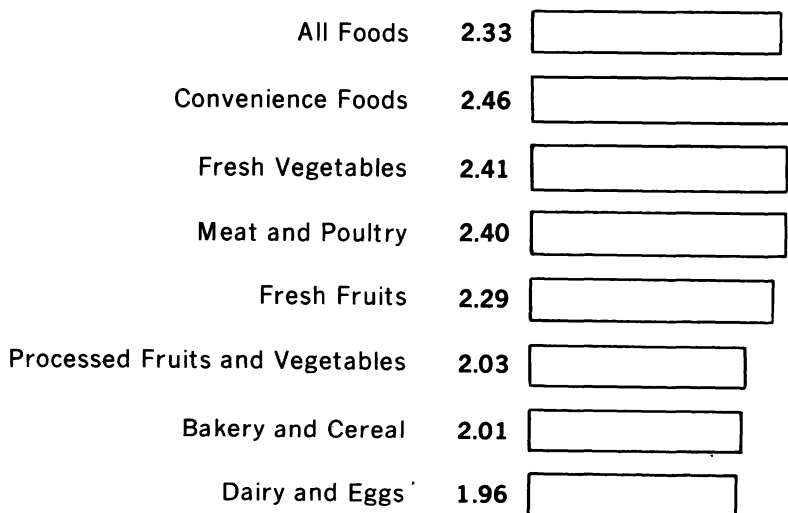 All Foods 2.33
Convenience Foods 2.46
Fresh Vegetables 2.41
Meat and Poultry 2.40
Fresh Fruits 2.29
Processed Fruits and Vegetables 2.03
Bakery and Cereal 2.01
Dairy and Eggs 1.96